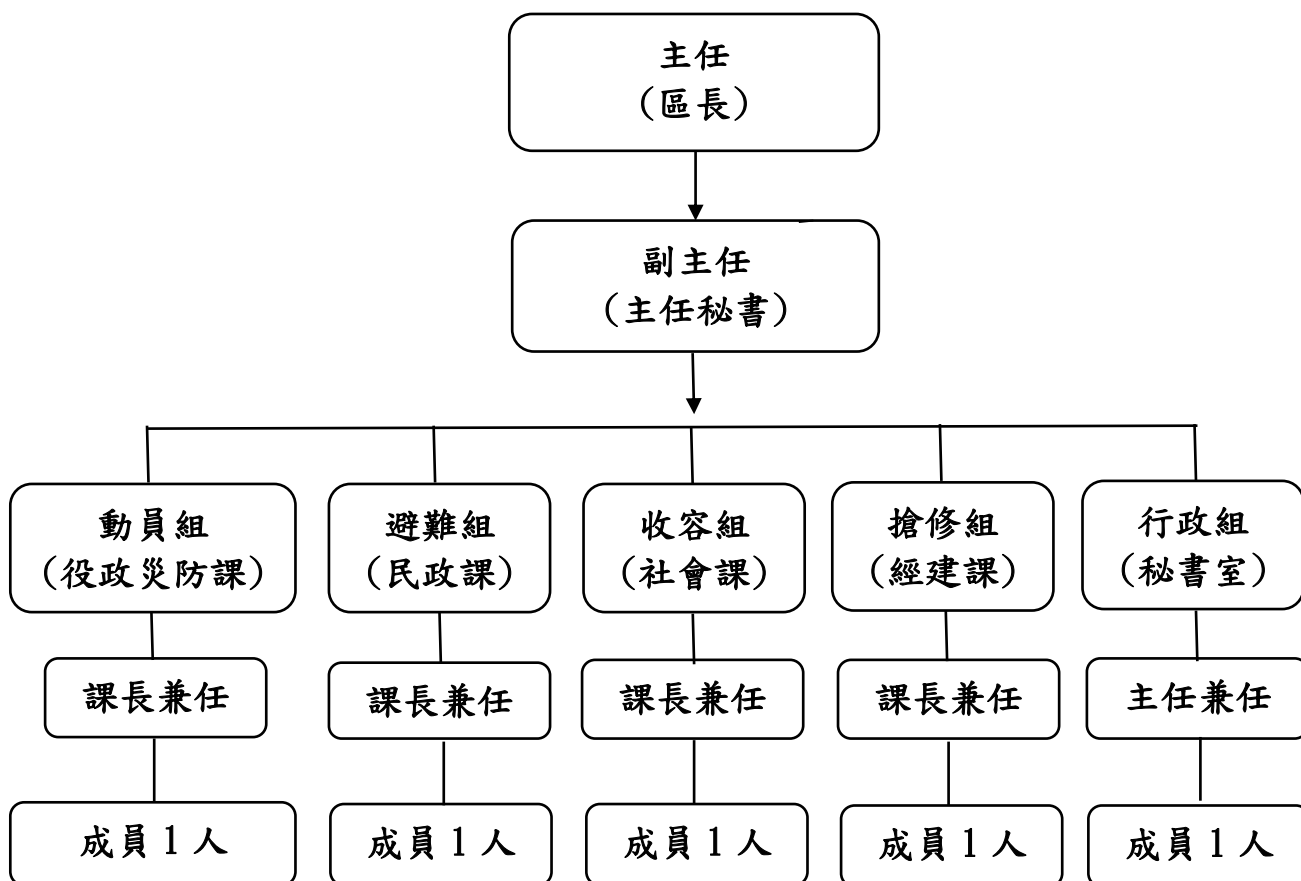 主任
（區長）
副主任
（主任秘書）
動員組
（役政災防課）
避難組
（民政課）
收容組
（社會課）
搶修組
（經建課）
行政組
（秘書室）
課長兼任
課長兼任
課長兼任
課長兼任
主任兼任
成員1人
成員1人
成員1人
成員1人
成員1人